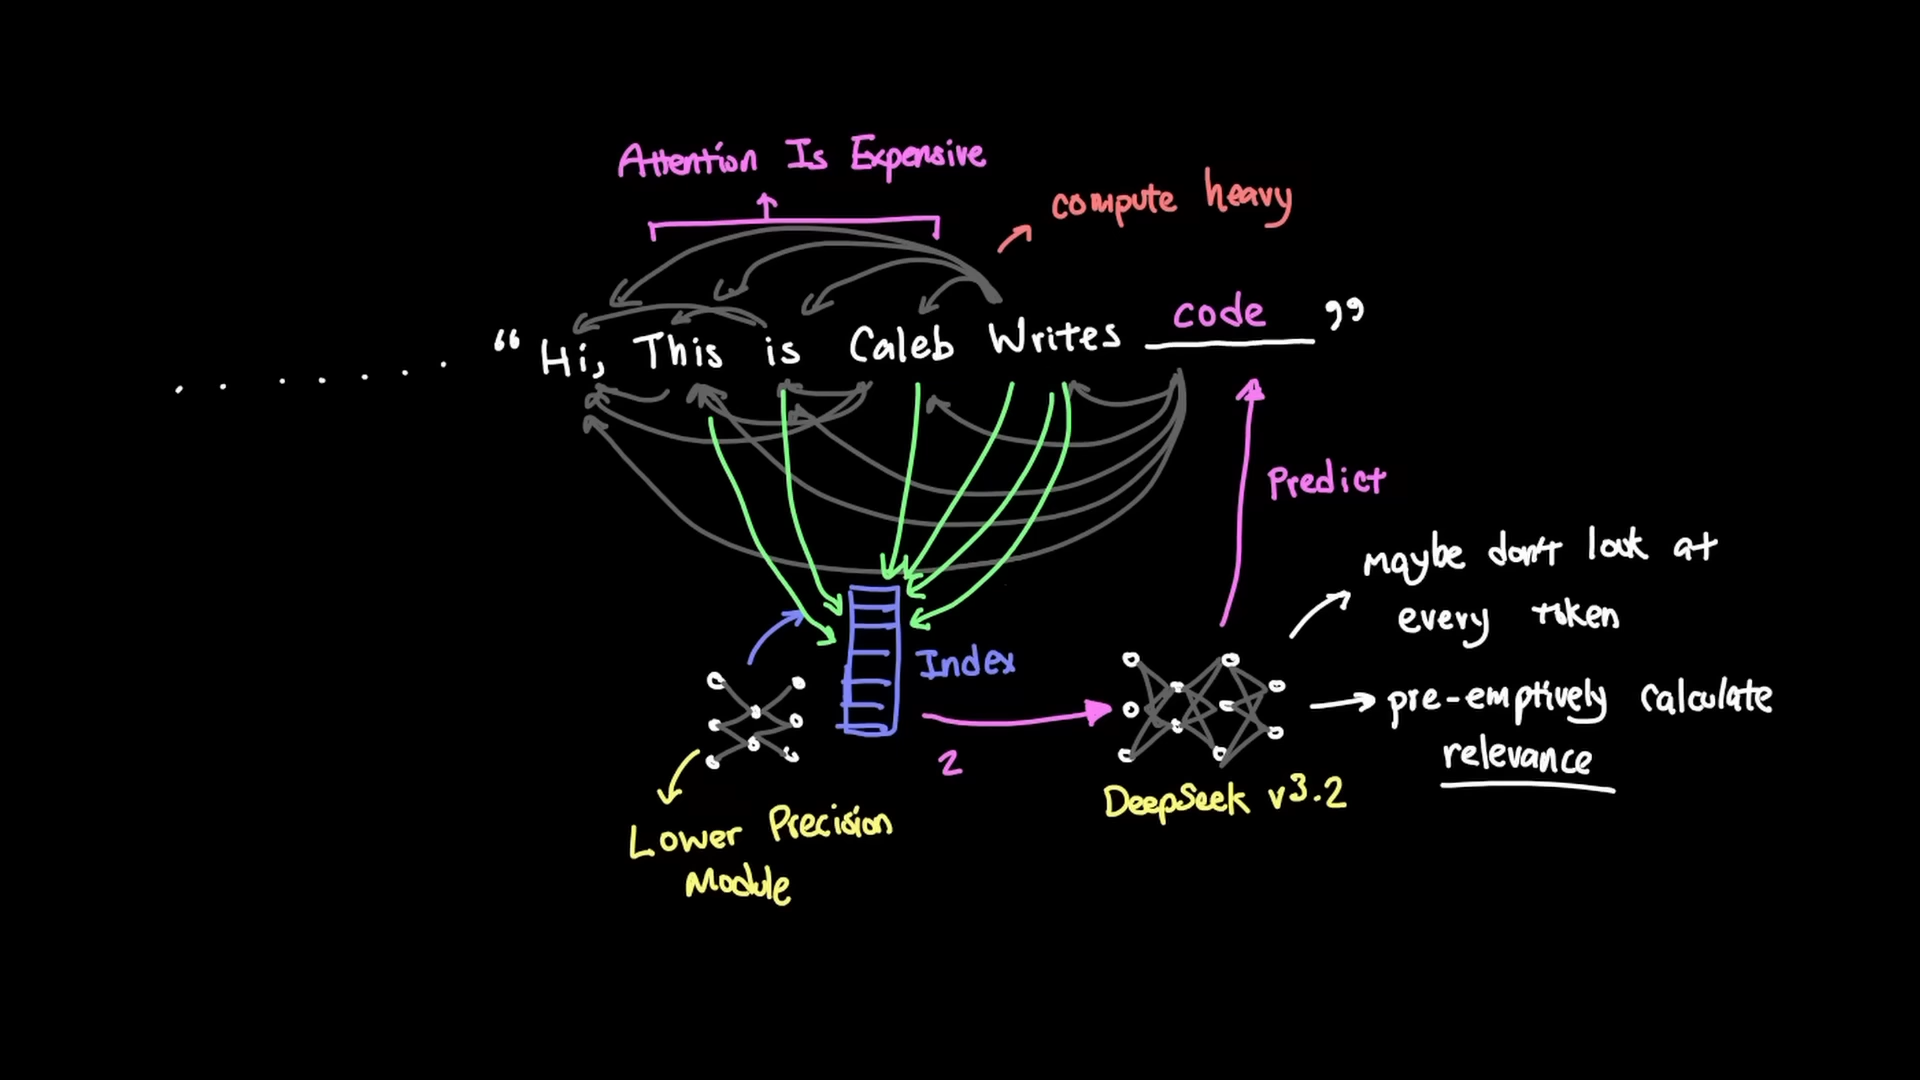 Attention Is Expensive
compute heavy
. . . . . . . . “ Hi, This is Caleb Writes code ”
Predict
maybe don't look at
every token
Index
pre-emptively calculate
relevance
2
DeepSeek v3.2
Lower Precision
Module